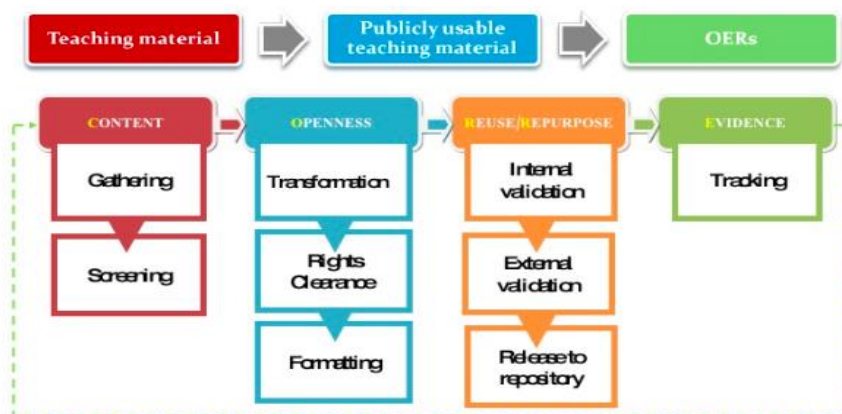 Teaching material
Publicly usable
teaching material
OERs
CONTENT
OPENNESS
REUSE/REPURPOSE
EVIDENCE
Gathering
Screening
Transformation
Rights
Clearance
Formatting
Internal
validation
External
validation
Release to
repository
Tracking